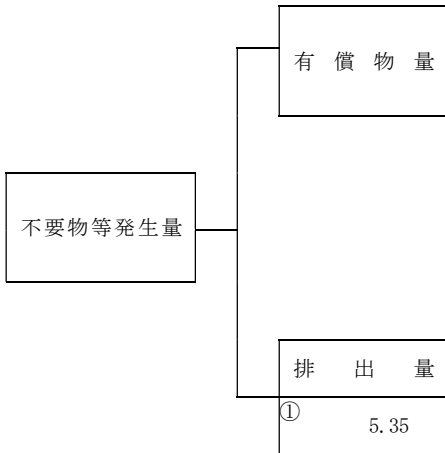 有償物量
不要物等発生量
排出量
①
5.35